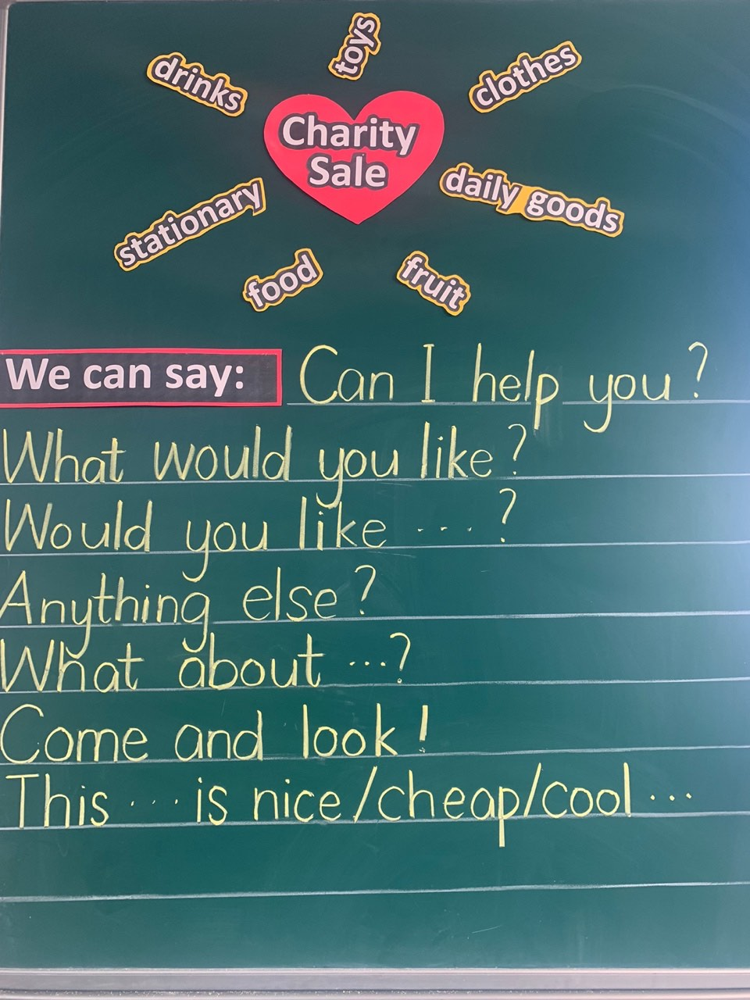 toys
drinks
clothes
Charity
Sale
stationary
daily goods
food
fruit
We can say: Can I help you?
What would you like?
Would you like ....?
Anything else?
What about ...?
Come and look!
This ... is nice/cheap/cool ...